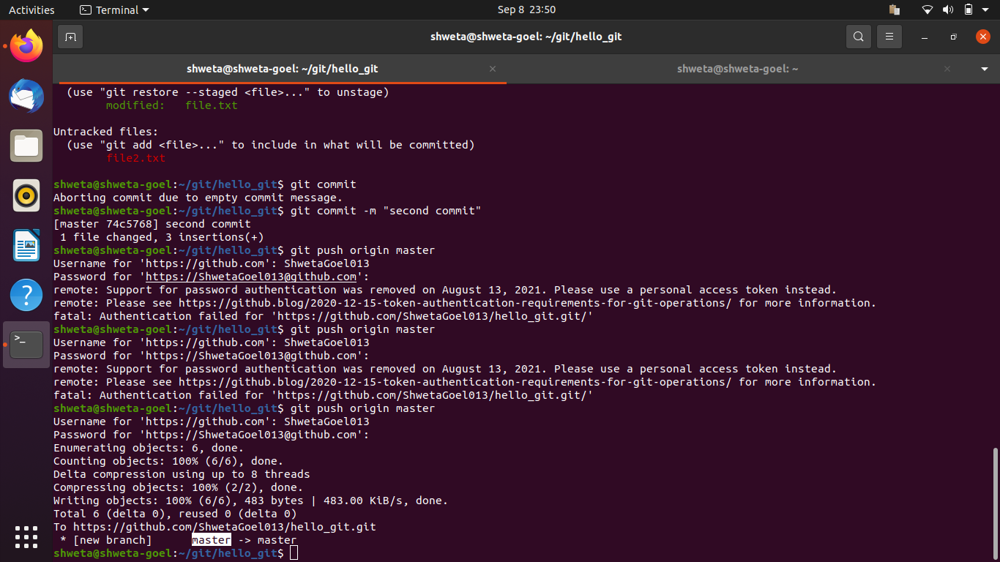 Activities Terminal Sep 8 23:50
shweta@shweta-goel: ~/git/hello_git
shweta@shweta-goel: ~/git/hello_git shweta@shweta-goel: ~
  (use "git restore --staged <file>..." to unstage)
        modified:   file.txt

Untracked files:
  (use "git add <file>..." to include in what will be committed)
        file2.txt

shweta@shweta-goel:~/git/hello_git$ git commit
Aborting commit due to empty commit message.
shweta@shweta-goel:~/git/hello_git$ git commit -m "second commit"
[master 74c5768] second commit
 1 file changed, 3 insertions(+)
shweta@shweta-goel:~/git/hello_git$ git push origin master
Username for 'https://github.com': ShwetaGoel013
Password for 'https://ShwetaGoel013@github.com':
remote: Support for password authentication was removed on August 13, 2021. Please use a personal access token instead.
remote: Please see https://github.blog/2020-12-15-token-authentication-requirements-for-git-operations/ for more information.
fatal: Authentication failed for 'https://github.com/ShwetaGoel013/hello_git.git/'
shweta@shweta-goel:~/git/hello_git$ git push origin master
Username for 'https://github.com': ShwetaGoel013
Password for 'https://ShwetaGoel013@github.com':
remote: Support for password authentication was removed on August 13, 2021. Please use a personal access token instead.
remote: Please see https://github.blog/2020-12-15-token-authentication-requirements-for-git-operations/ for more information.
fatal: Authentication failed for 'https://github.com/ShwetaGoel013/hello_git.git/'
shweta@shweta-goel:~/git/hello_git$ git push origin master
Username for 'https://github.com': ShwetaGoel013
Password for 'https://ShwetaGoel013@github.com':
Enumerating objects: 6, done.
Counting objects: 100% (6/6), done.
Delta compression using up to 8 threads
Compressing objects: 100% (2/2), done.
Writing objects: 100% (6/6), 483 bytes | 483.00 KiB/s, done.
Total 6 (delta 0), reused 0 (delta 0)
To https://github.com/ShwetaGoel013/hello_git.git
 * [new branch]      master -> master
shweta@shweta-goel:~/git/hello_git$